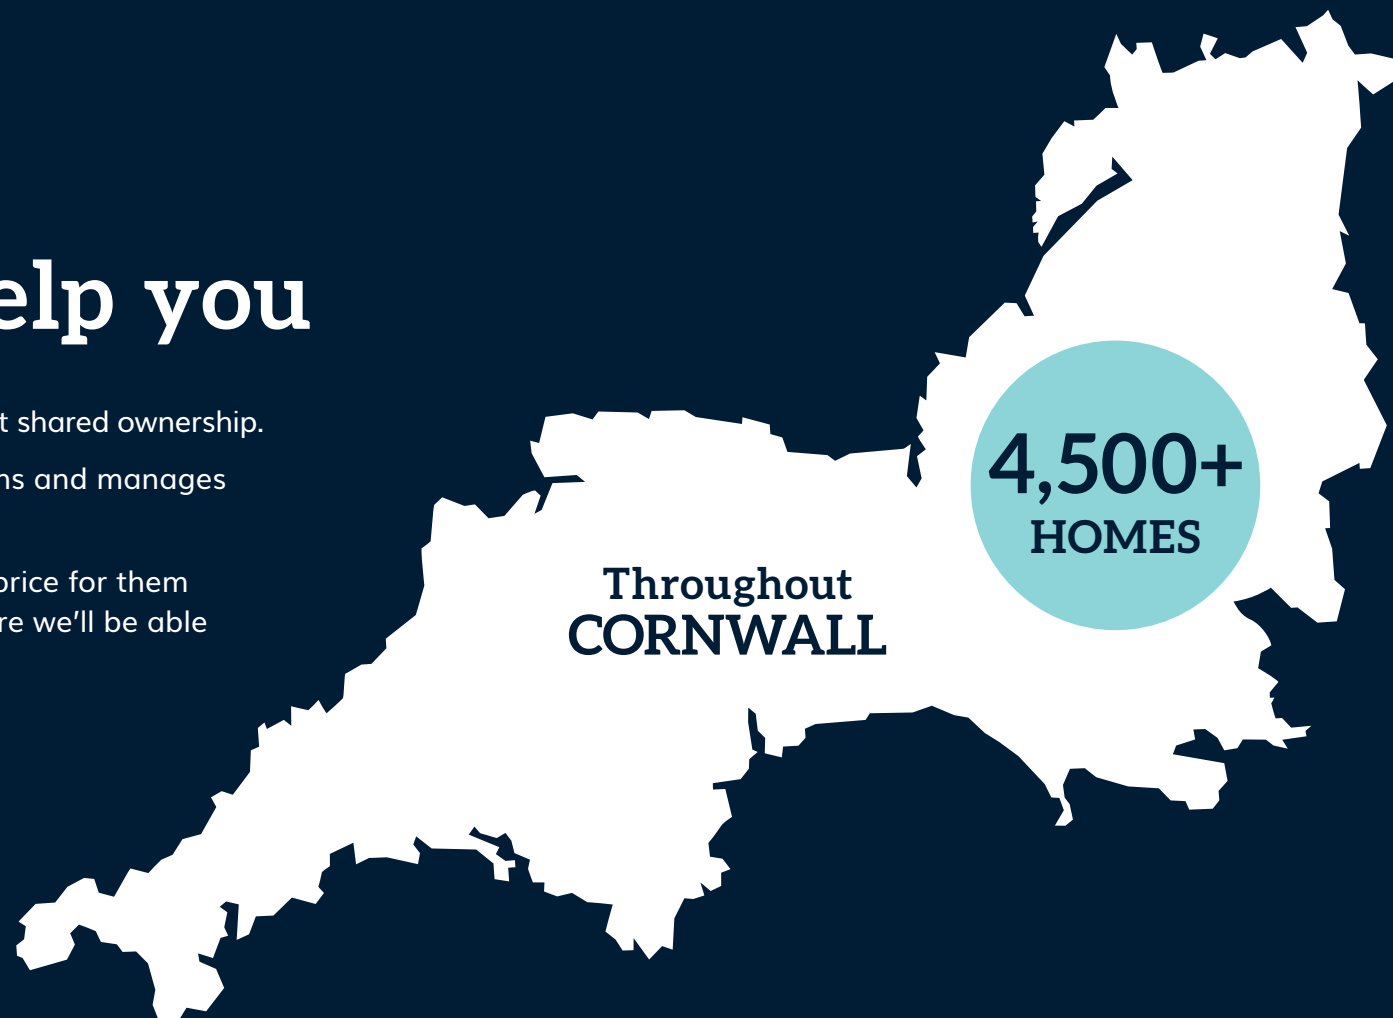 elp you
t shared ownership.
ns and manages
price for them
re we'll be able
4,500+
HOMES
Throughout
CORNWALL